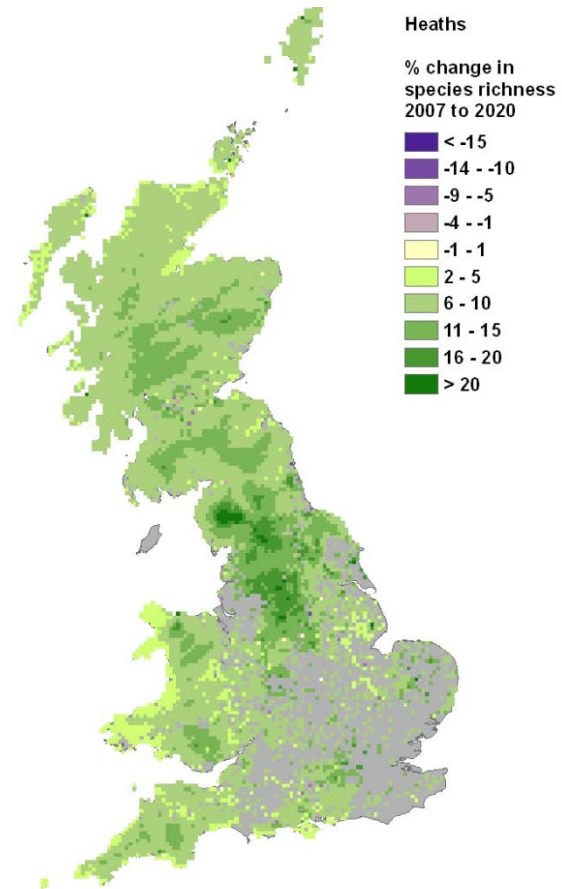 Heaths
% change in
species richness
2007 to 2020
< -15
-14 - -10
-9 - -5
-4 - -1
-1 - 1
2 - 5
6 - 10
11 - 15
16 - 20
> 20